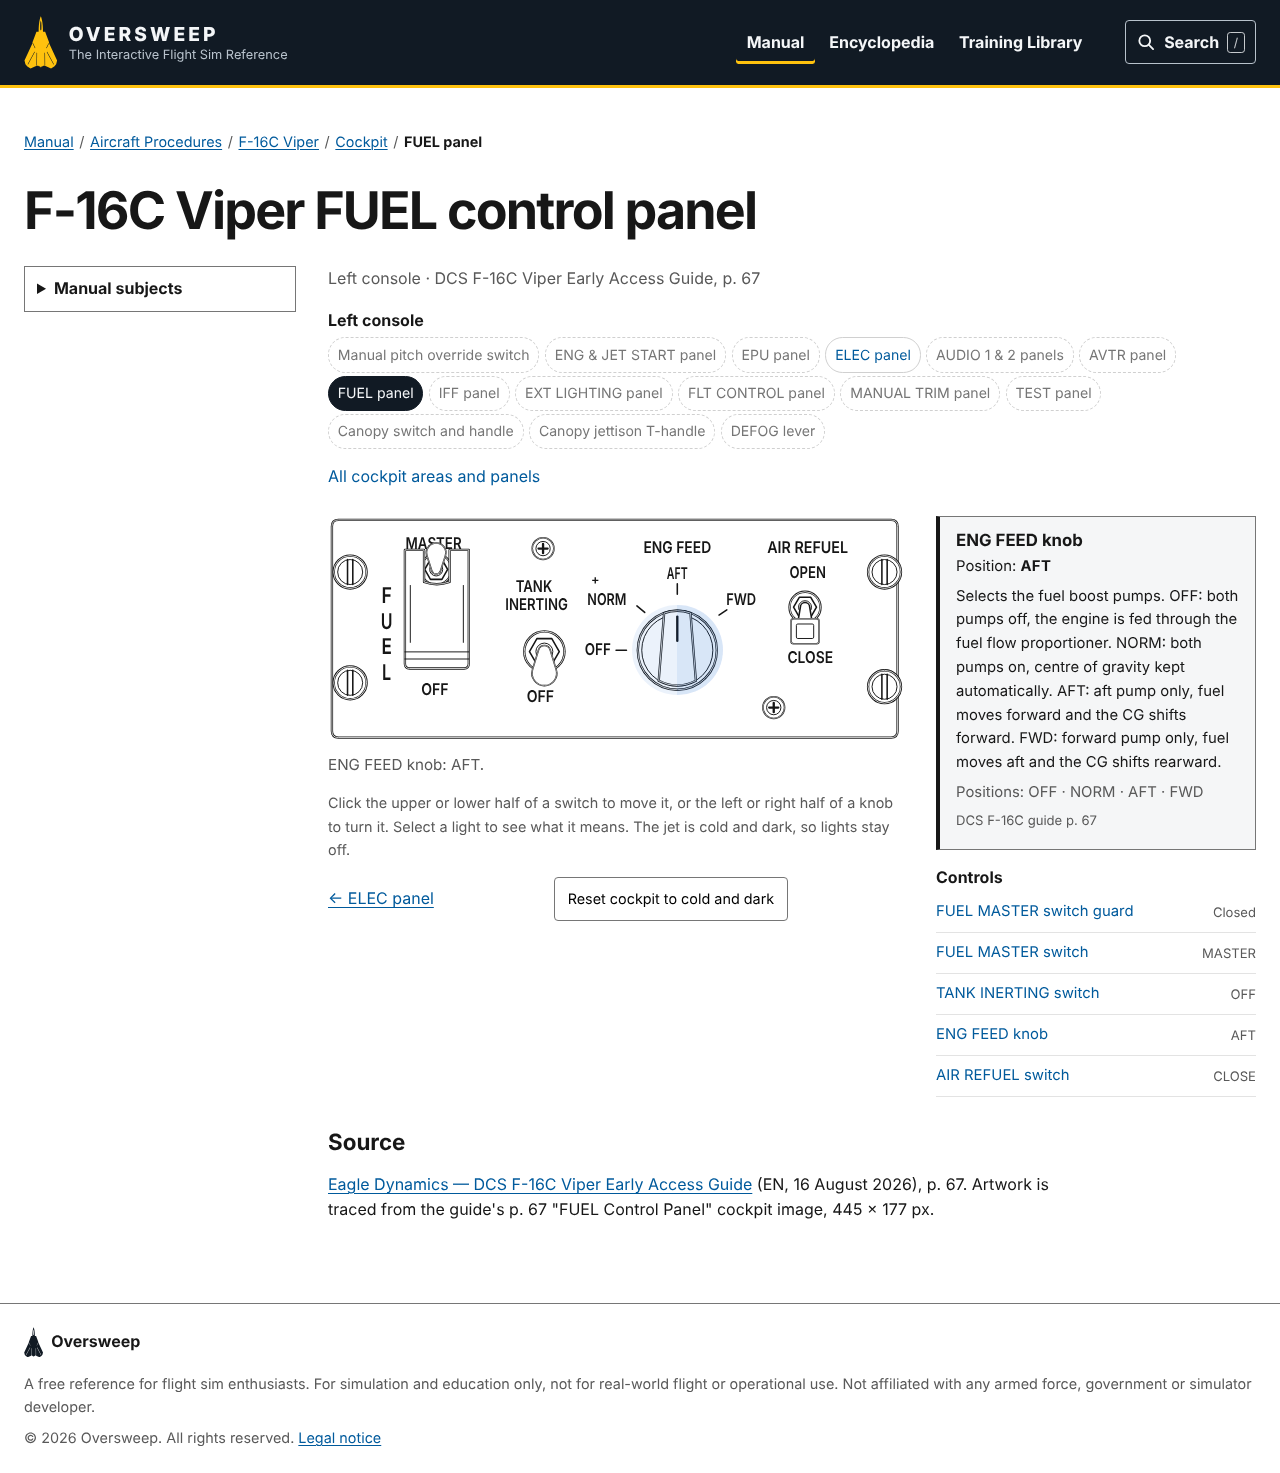 OVERSWEEP
The Interactive Flight Sim Reference
Manual
Encyclopedia
Training Library
Search /
Manual / Aircraft Procedures / F-16C Viper / Cockpit / FUEL panel
F-16C Viper FUEL control panel
Manual subjects
Left console · DCS F-16C Viper Early Access Guide, p. 67
Left console
Manual pitch override switch
ENG & JET START panel
EPU panel
ELEC panel
AUDIO 1 & 2 panels
AVTR panel
FUEL panel
IFF panel
EXT LIGHTING panel
FLT CONTROL panel
MANUAL TRIM panel
TEST panel
Canopy switch and handle
Canopy jettison T-handle
DEFOG lever
All cockpit areas and panels
FUEL
MASTER
OFF
TANK
INERTING
OFF
ENG FEED
AFT
+
NORM
FWD
OFF
AIR REFUEL
OPEN
CLOSE
ENG FEED knob: AFT.
Click the upper or lower half of a switch to move it, or the left or right half of a knob
to turn it. Select a light to see what it means. The jet is cold and dark, so lights stay
off.
← ELEC panel
Reset cockpit to cold and dark
ENG FEED knob
Position: AFT
Selects the fuel boost pumps. OFF: both
pumps off, the engine is fed through the
fuel flow proportioner. NORM: both
pumps on, centre of gravity kept
automatically. AFT: aft pump only, fuel
moves forward and the CG shifts
forward. FWD: forward pump only, fuel
moves aft and the CG shifts rearward.
Positions: OFF · NORM · AFT · FWD
DCS F-16C guide p. 67
Controls
FUEL MASTER switch guard Closed
FUEL MASTER switch MASTER
TANK INERTING switch OFF
ENG FEED knob AFT
AIR REFUEL switch CLOSE
Source
Eagle Dynamics — DCS F-16C Viper Early Access Guide (EN, 16 August 2026), p. 67. Artwork is
traced from the guide's p. 67 "FUEL Control Panel" cockpit image, 445 × 177 px.
Oversweep
A free reference for flight sim enthusiasts. For simulation and education only, not for real-world flight or operational use. Not affiliated with any armed force, government or simulator
developer.
© 2026 Oversweep. All rights reserved. Legal notice